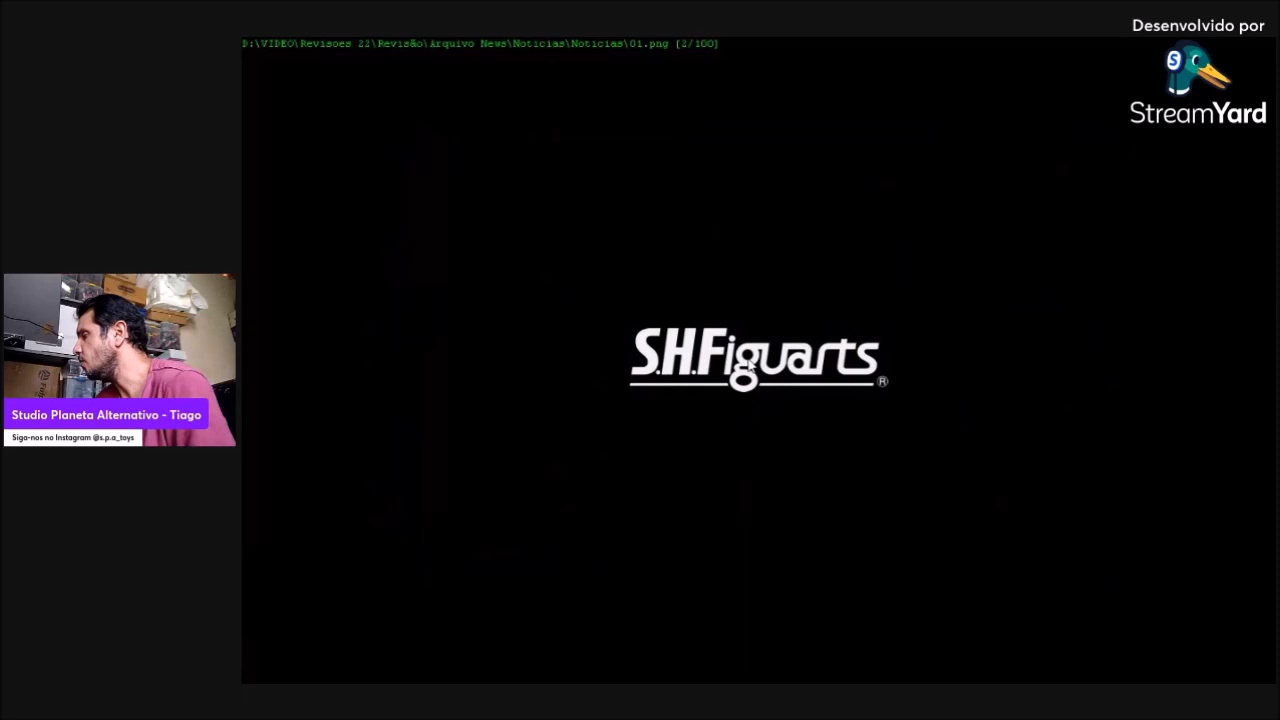 D:\VIDEO\Revisoes 22\Revisão\Arquivo News\Noticias\Noticias\01.png [2/100]
Desenvolvido por
S
StreamYard
S.H.Figuarts ®
Studio Planeta Alternativo - Tiago
Siga-nos no Instagram @s.p.a_toys